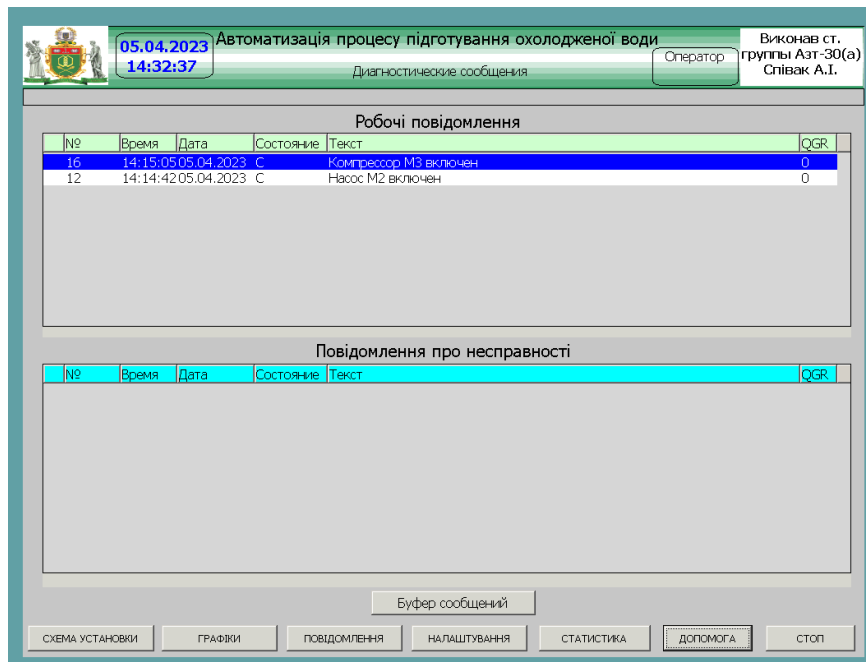 05.04.2023
14:32:37
Автоматизація процесу підготування охолодженої води
Диагностические сообщения
Оператор
Виконав ст.
группы Азт-30(а)
Співак А.І.
Робочі повідомлення
№ Время Дата Состояние Текст QGR
16 14:15:05 05.04.2023 C Компрессор М3 включен 0
12 14:14:42 05.04.2023 C Насос М2 включен 0
Повідомлення про несправності
№ Время Дата Состояние Текст QGR
Буфер сообщений
СХЕМА УСТАНОВКИ ГРАФІКИ ПОВІДОМЛЕННЯ НАЛАШТУВАННЯ СТАТИСТИКА ДОПОМОГА СТОП